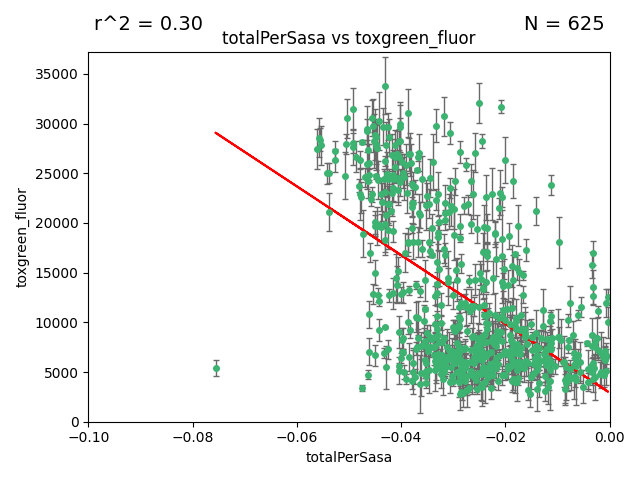 r^2 = 0.30
N = 625
totalPerSasa vs toxgreen_fluor
toxgreen_fluor
35000
30000
25000
20000
15000
10000
5000
0
−0.10
−0.08
−0.06
−0.04
−0.02
0.00
totalPerSasa